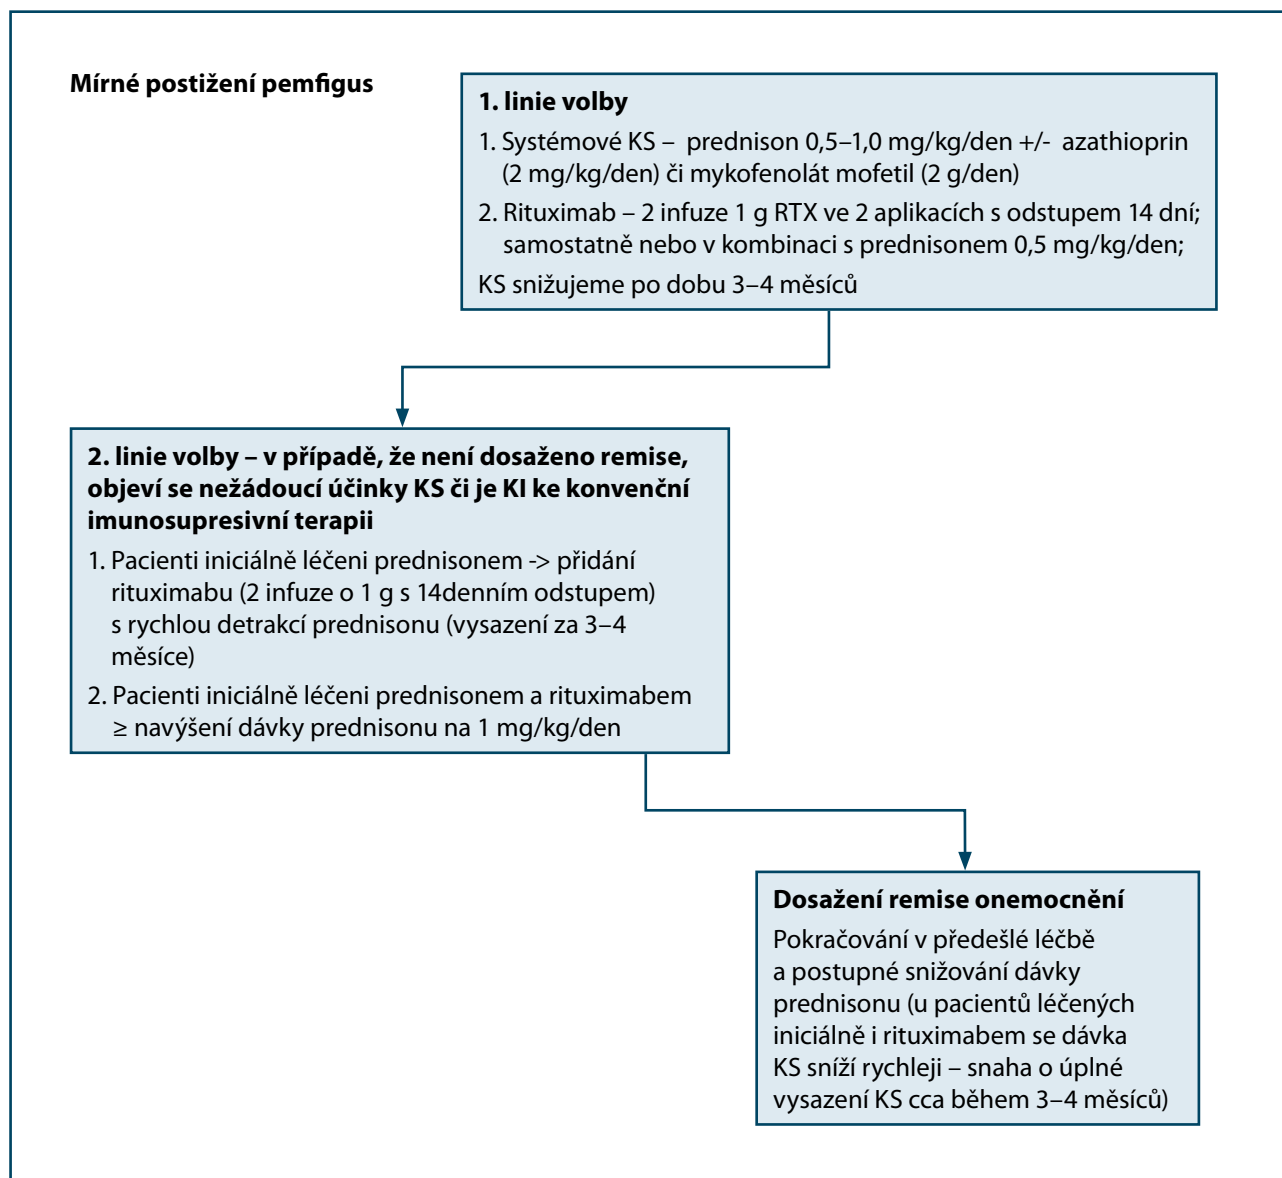 Mírné postižení pemfigus
1. linie volby
1. Systémové KS –  prednison 0,5–1,0 mg/kg/den +/-  azathioprin
(2 mg/kg/den) či mykofenolát mofetil (2 g/den)
2. Rituximab – 2 infuze 1 g RTX ve 2 aplikacích s odstupem 14 dní;
samostatně nebo v kombinaci s prednisonem 0,5 mg/kg/den;
KS snižujeme po dobu 3–4 měsíců
2. linie volby – v případě, že není dosaženo remise,
objeví se nežádoucí účinky KS či je KI ke konvenční
imunosupresivní terapii
1. Pacienti iniciálně léčeni prednisonem -> přidání
rituximabu (2 infuze o 1 g s 14denním odstupem)
s rychlou detrakcí prednisonu (vysazení za 3–4
měsíce)
2. Pacienti iniciálně léčeni prednisonem a rituximabem
≥ navýšení dávky prednisonu na 1 mg/kg/den
Dosažení remise onemocnění
Pokračování v předešlé léčbě
a postupné snižování dávky
prednisonu (u pacientů léčených
iniciálně i rituximabem se dávka
KS sníží rychleji – snaha o úplné
vysazení KS cca během 3–4 měsíců)